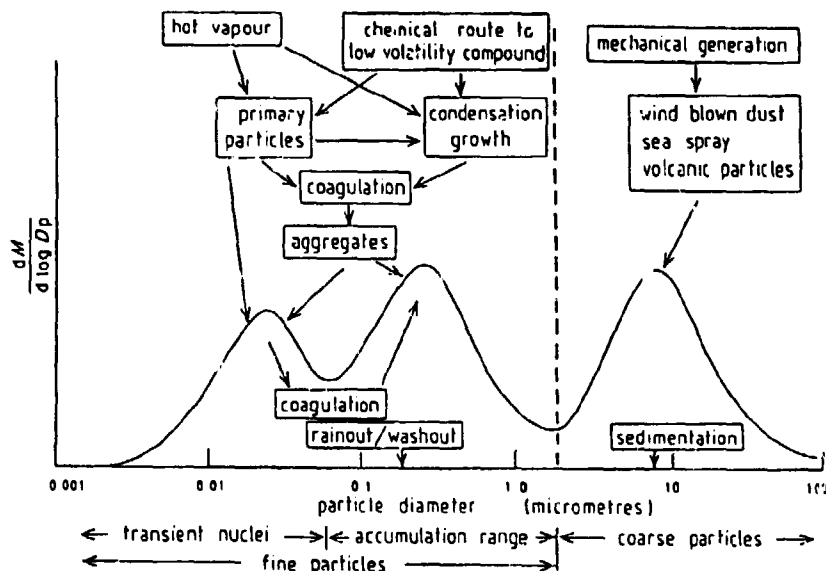 hot vapour
chemical route to
low volatility compound
mechanical generation
primary
particles
condensation
growth
wind blown dust
sea spray
volcanic particles
coagulation
aggregates
dM
d log Dp
coagulation
rainout/washout
sedimentation
0.001
0.01
0.1
1.0
10
particle diameter (micrometres)
transient nuclei
accumulation range
coarse particles
fine particles